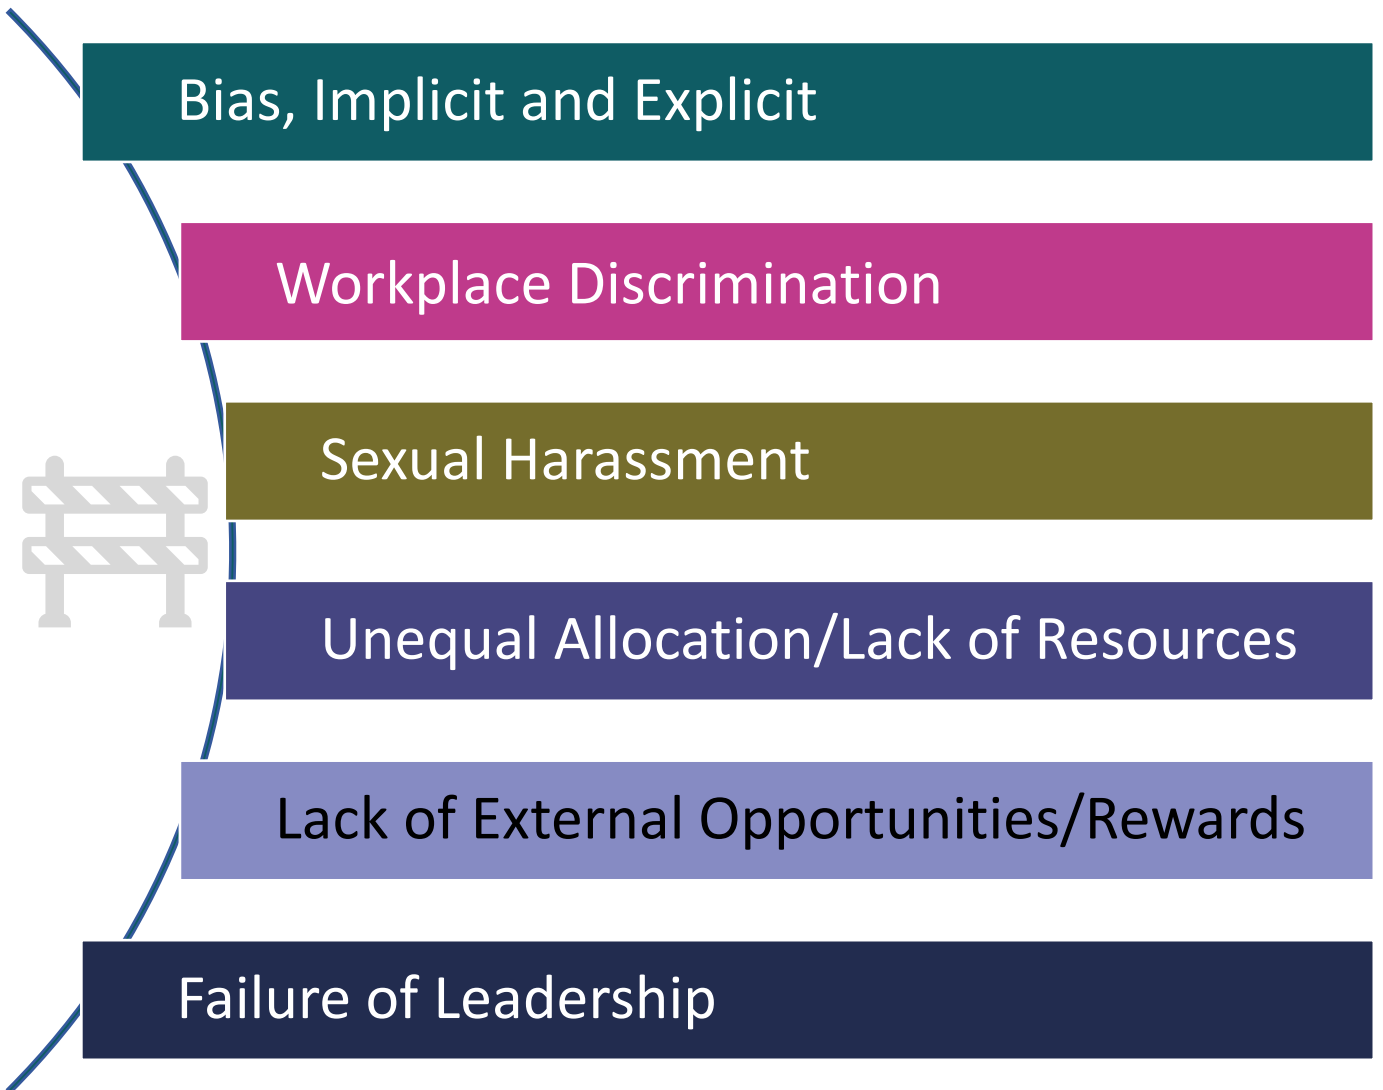 Bias, Implicit and Explicit
Workplace Discrimination
Sexual Harassment
Unequal Allocation/Lack of Resources
Lack of External Opportunities/Rewards
Failure of Leadership